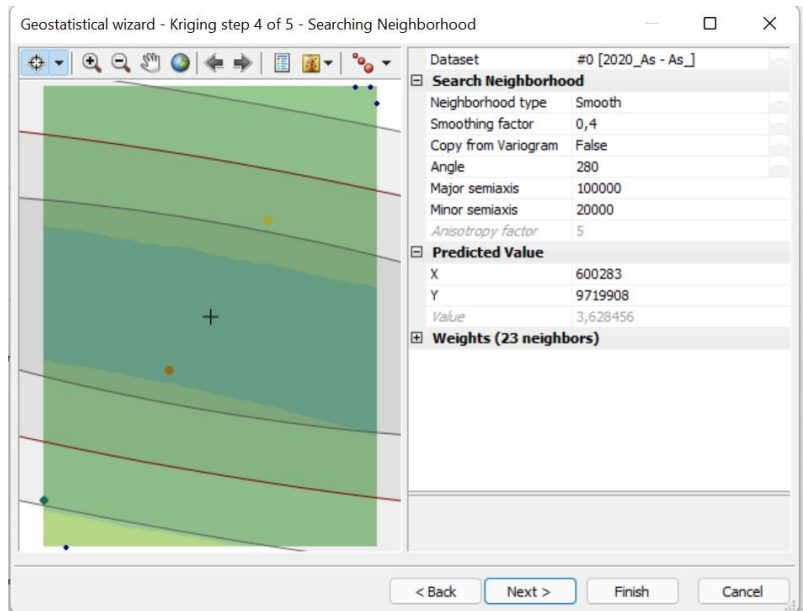 Geostatistical wizard - Kriging step 4 of 5 - Searching Neighborhood
Dataset #0 [2020_As - As_]
Search Neighborhood
Neighborhood type Smooth
Smoothing factor 0,4
Copy from Variogram False
Angle 280
Major semiaxis 100000
Minor semiaxis 20000
Anisotropy factor 5
Predicted Value
X 600283
Y 9719908
Value 3,628456
Weights (23 neighbors)
< Back Next > Finish Cancel